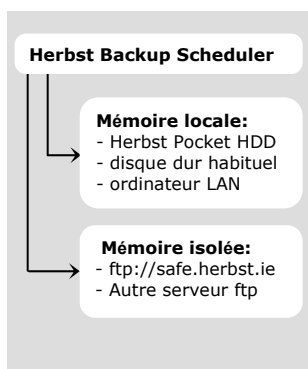 Herbst Backup Scheduler
Mémoire locale:
- Herbst Pocket HDD
- disque dur habituel
- ordinateur LAN
Mémoire isolée:
- ftp://safe.herbst.ie
- Autre serveur ftp